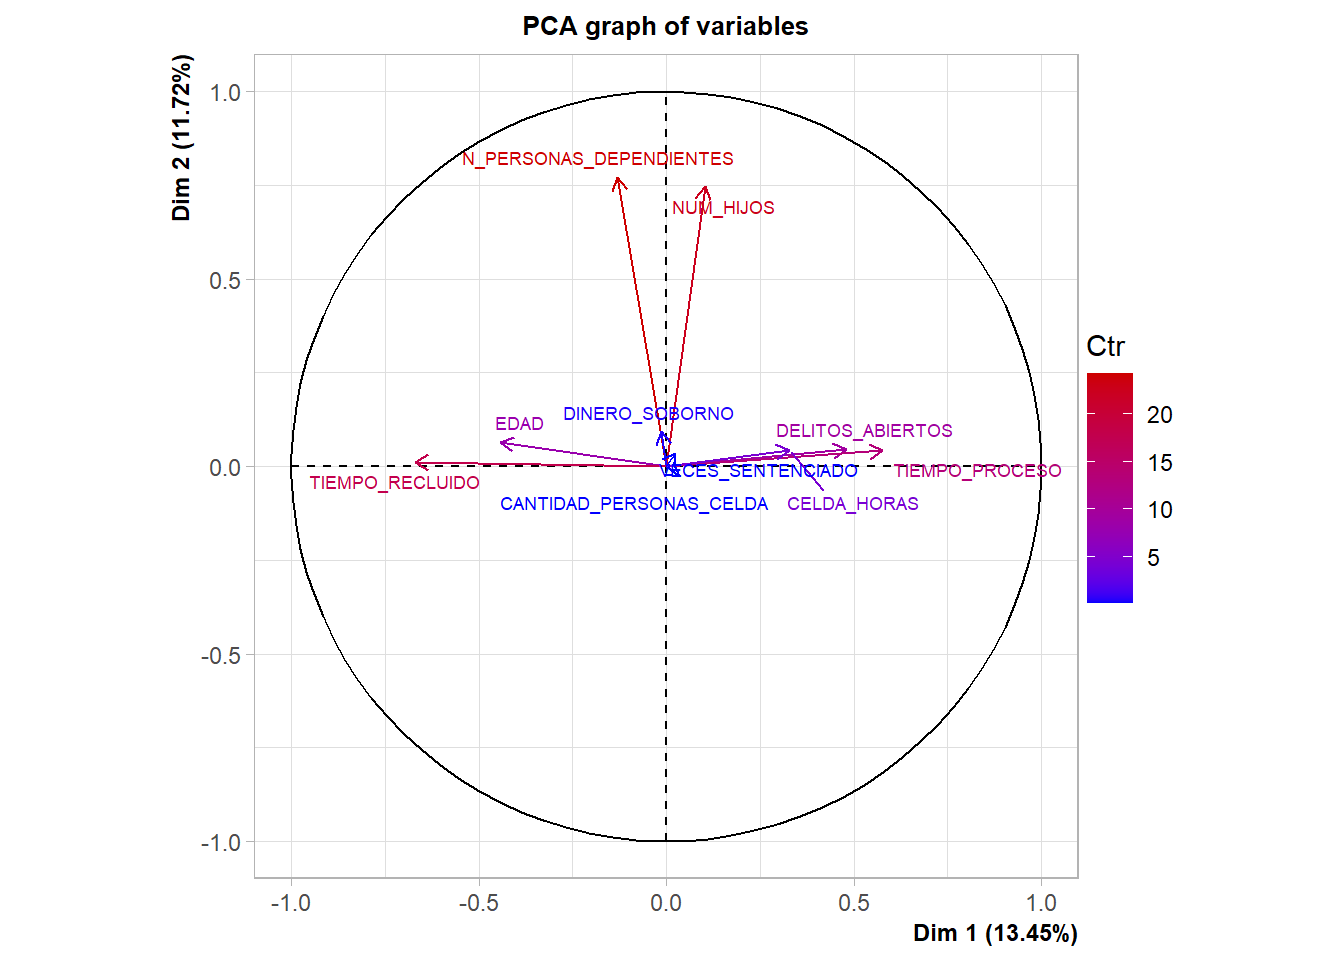 PCA graph of variables
Dim 2 (11.72%)
1.0
0.5
0.0
-0.5
-1.0
N_PERSONAS_DEPENDIENTES
NUM_HIJOS
DINERO_SOBORNO
EDAD
DELITOS_ABIERTOS
TIEMPO_RECLUIDO
TIEMPO_PROCESO
CANTIDAD_PERSONAS_CELDA
CELDA_HORAS
Ctr
20
15
10
5
-1.0
-0.5
0.0
0.5
1.0
Dim 1 (13.45%)